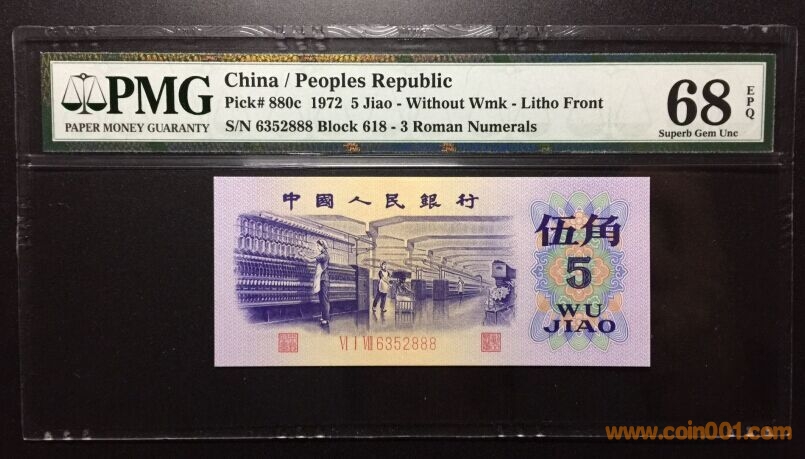 PMG
PAPER MONEY GUARANTY
China / Peoples Republic
Pick# 880c 1972 5 Jiao - Without Wmk - Litho Front
S/N 6352888 Block 618 - 3 Roman Numerals
68 EPQ
Superb Gem Unc
中國人民銀行
伍角
5
WU
JIAO
VI I VIII 6352888
www.coin001.com